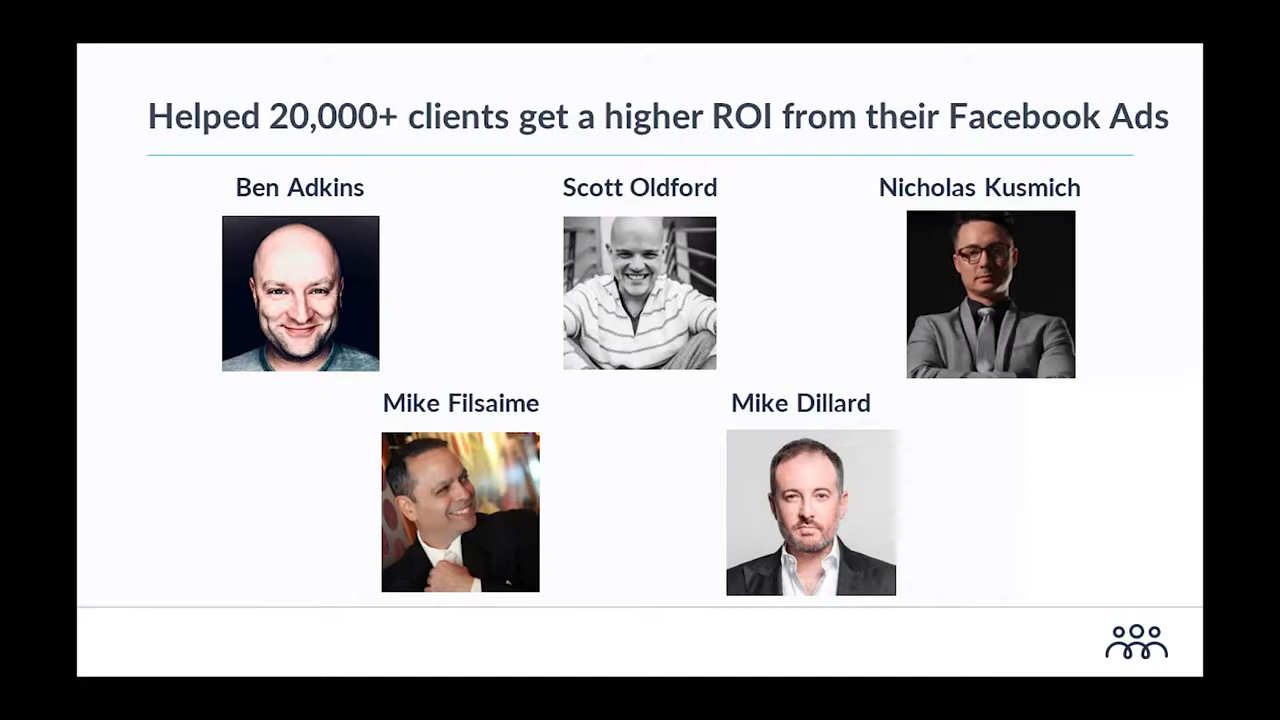 Helped 20,000+ clients get a higher ROI from their Facebook Ads
Ben Adkins
Scott Oldford
Nicholas Kusmich
Mike Filsaime
Mike Dillard